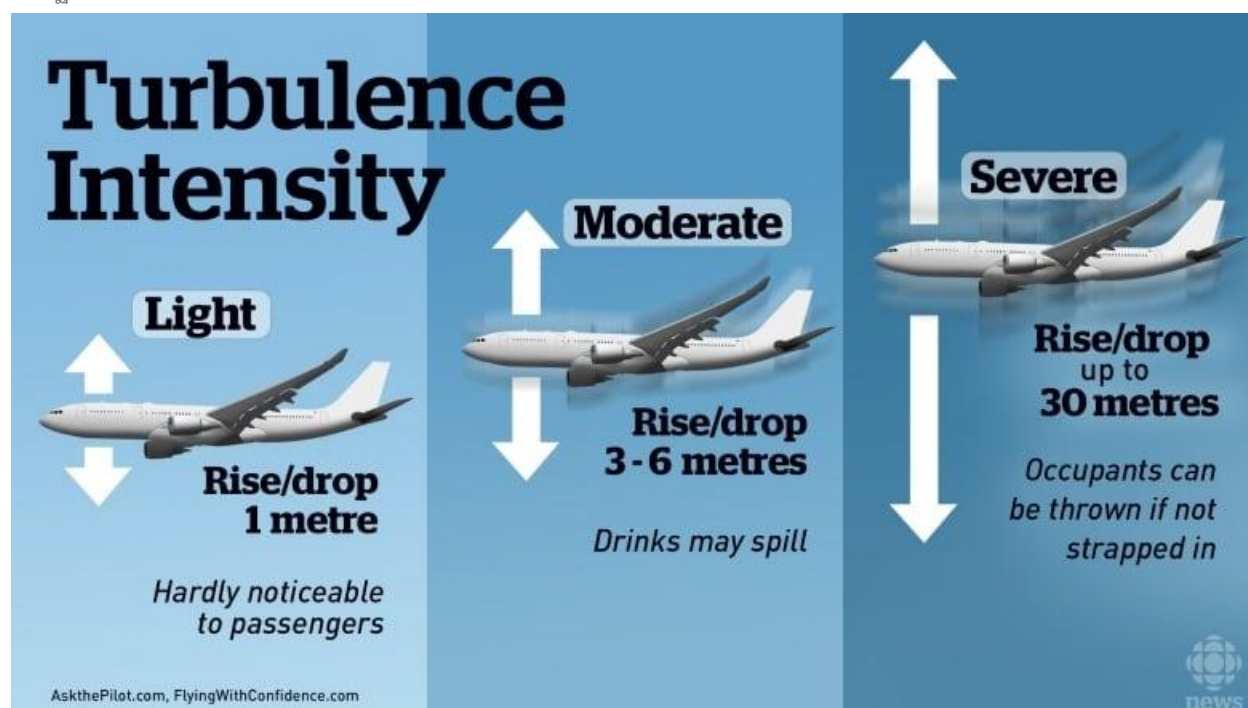 Turbulence
Intensity
Light
Rise/drop
1 metre
Hardly noticeable
to passengers
Moderate
Rise/drop
3 - 6 metres
Drinks may spill
Severe
Rise/drop
up to
30 metres
Occupants can
be thrown if not
strapped in
AskthePilot.com, FlyingWithConfidence.com
news